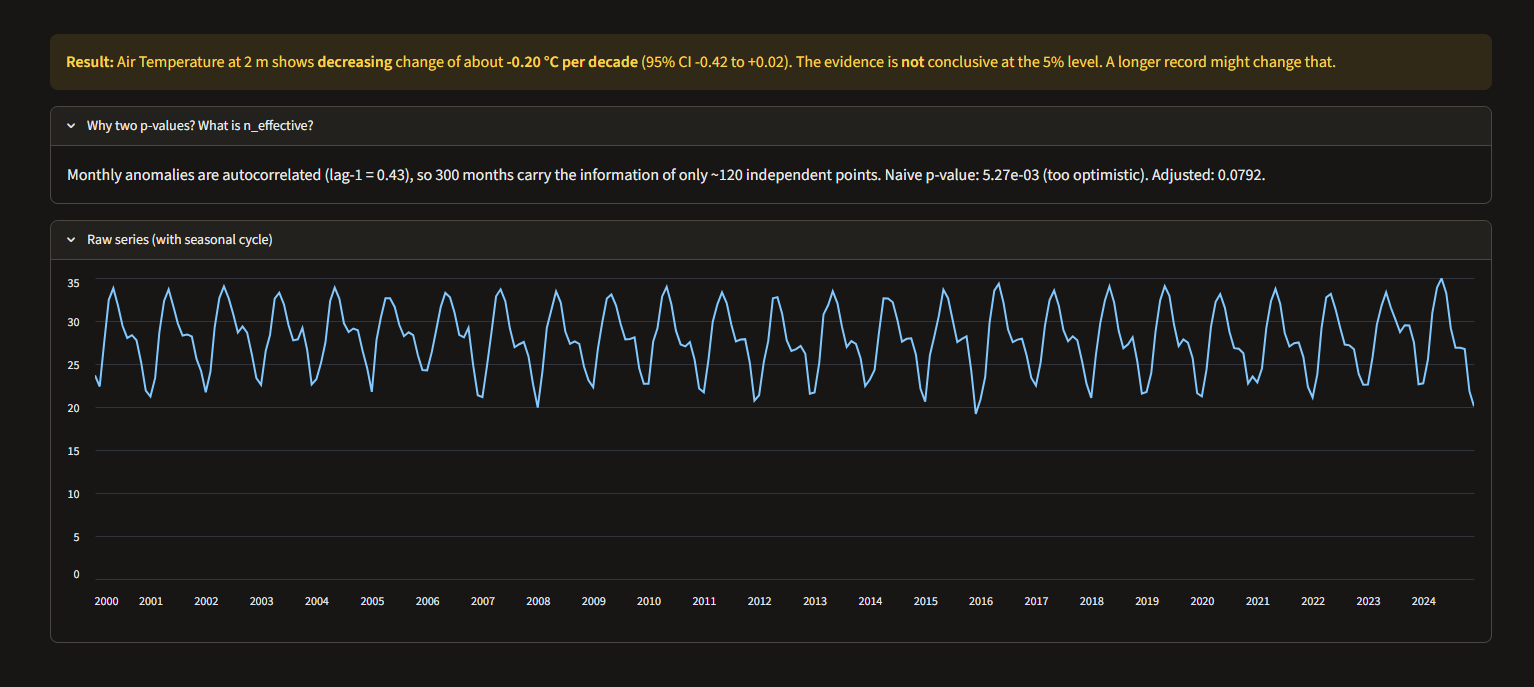 Result: Air Temperature at 2 m shows decreasing change of about -0.20 °C per decade (95% CI -0.42 to +0.02). The evidence is not conclusive at the 5% level. A longer record might change that.
Why two p-values? What is n_effective?
Monthly anomalies are autocorrelated (lag-1 = 0.43), so 300 months carry the information of only ~120 independent points. Naive p-value: 5.27e-03 (too optimistic). Adjusted: 0.0792.
Raw series (with seasonal cycle)
35
30
25
20
15
10
5
0
2000 2001 2002 2003 2004 2005 2006 2007 2008 2009 2010 2011 2012 2013 2014 2015 2016 2017 2018 2019 2020 2021 2022 2023 2024